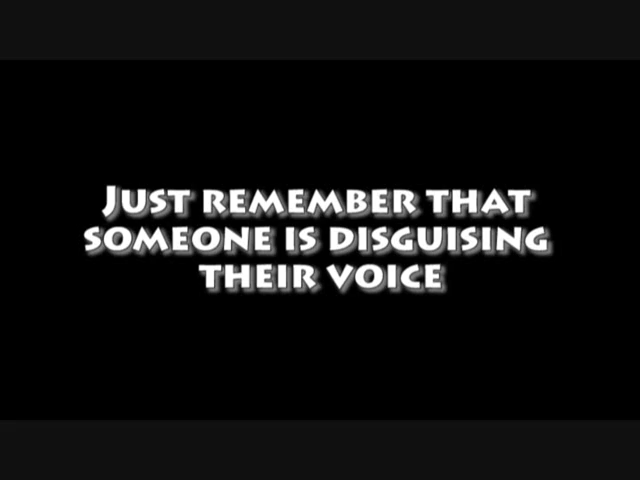 Just remember that
someone is disguising
their voice